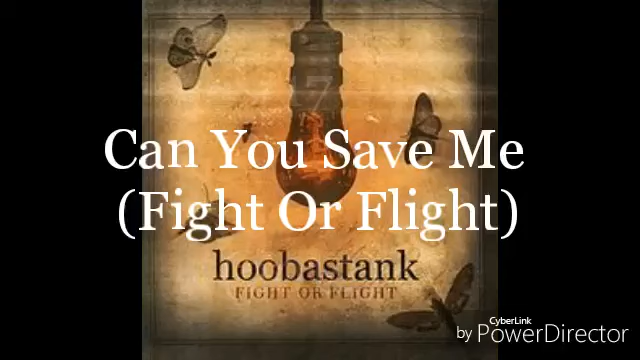 Can You Save Me
(Fight Or Flight)
hoobastank
FIGHT OR FLIGHT
CyberLink
by PowerDirector